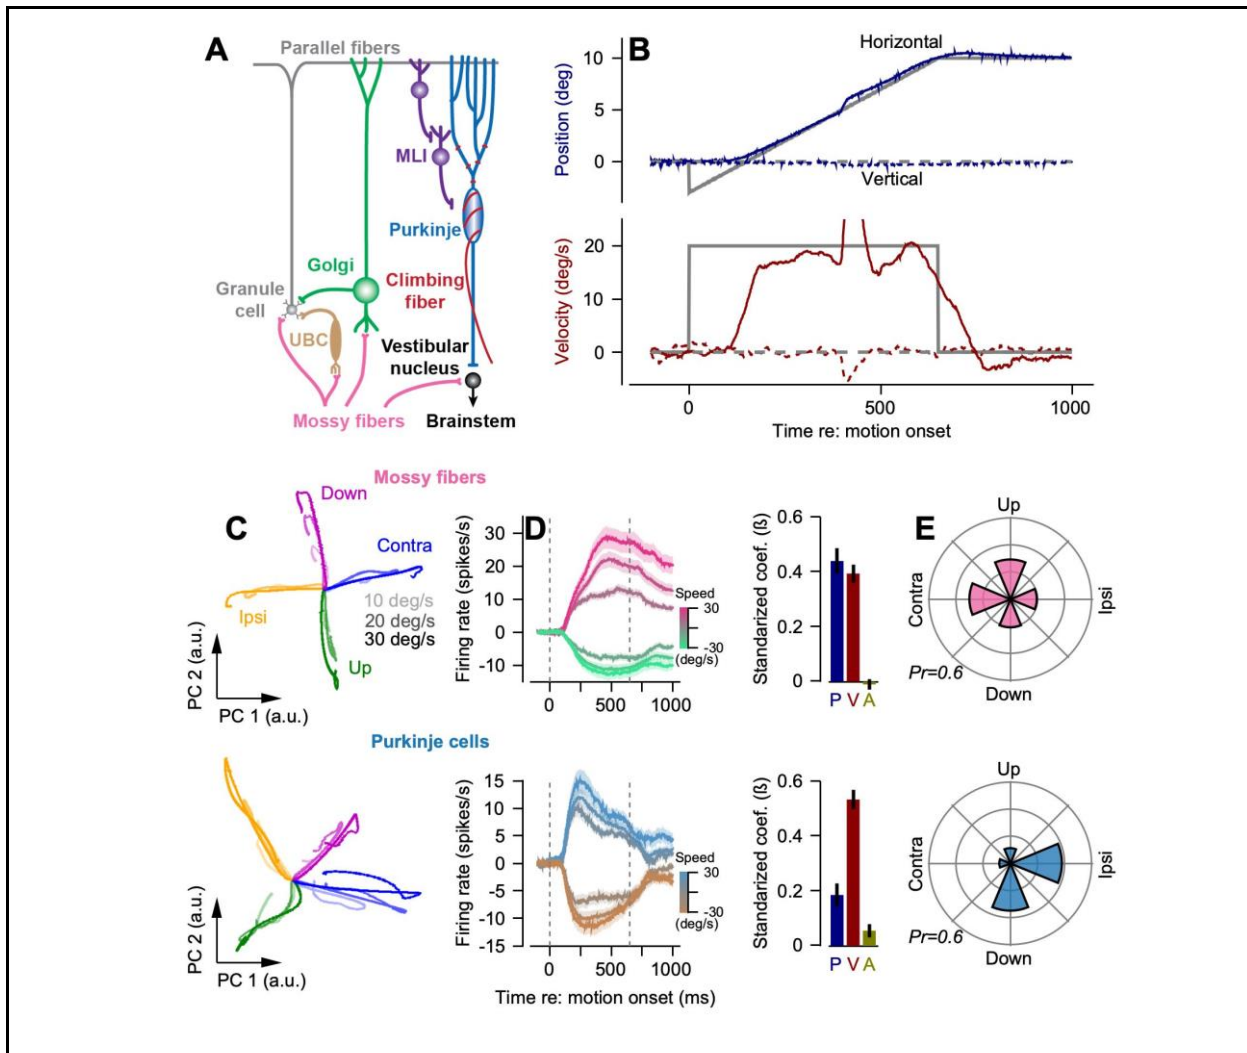 A
Parallel fibers
MLI
Purkinje
Golgi
Climbing
fiber
Granule
cell
UBC
Vestibular
nucleus
Mossy fibers
Brainstem
B
Horizontal
10
5
0
Position (deg)
Vertical
20
10
0
Velocity (deg/s)
0
500
1000
Time re: motion onset
Mossy fibers
C
Down
Contra
Ipsi
10 deg/s
20 deg/s
30 deg/s
Up
PC 2 (a.u.)
PC 1 (a.u.)
D
30
20
10
0
-10
Firing rate (spikes/s)
Speed
30
-30
(deg/s)
0
500
1000
0.6
0.4
0.2
0
Standarized coef. (ß)
P V A
E
Up
Contra
Ipsi
Pr=0.6
Down
Purkinje cells
PC 2 (a.u.)
PC 1 (a.u.)
15
10
5
0
-5
-10
-15
Firing rate (spikes/s)
Speed
30
-30
(deg/s)
0
500
1000
Time re: motion onset (ms)
0.6
0.4
0.2
0
Standarized coef. (ß)
P V A
Up
Contra
Ipsi
Pr=0.6
Down